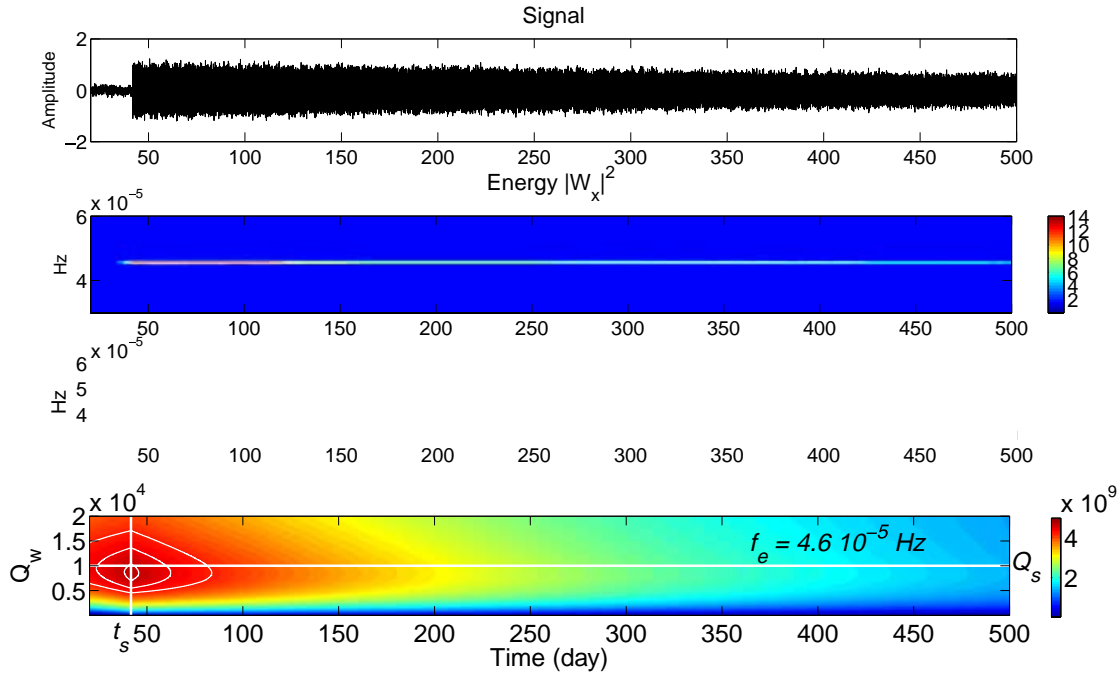 Signal
2
0
−2
Amplitude
50 100 150 200 250 300 350 400 450 500
Energy |W_x|^2
6 x 10^−5
4
Hz
14
12
10
8
6
4
2
50 100 150 200 250 300 350 400 450 500
x 10^−5
6
5
4
Hz
50 100 150 200 250 300 350 400 450 500
x 10^4
2
1.5
1
0.5
Q_w
f_e = 4.6 10^−5 Hz
Q_s
x 10^9
4
2
t_s 50 100 150 200 250 300 350 400 450 500
Time (day)